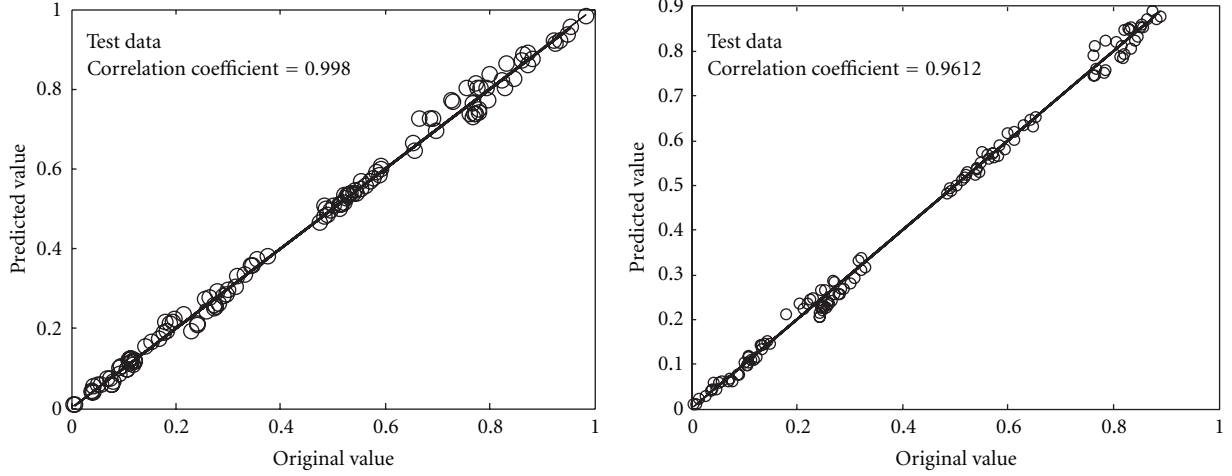 1
0.8
0.6
0.4
0.2
0
Predicted value
Test data
Correlation coefficient = 0.998
0 0.2 0.4 0.6 0.8 1
Original value
0.9
0.8
0.7
0.6
0.5
0.4
0.3
0.2
0.1
0
Predicted value
Test data
Correlation coefficient = 0.9612
0 0.2 0.4 0.6 0.8 1
Original value